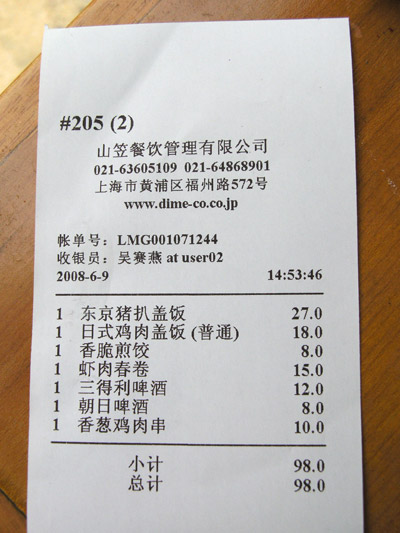 #205 (2)
山笠餐饮管理有限公司
021-63605109 021-64868901
上海市黄浦区福州路572号
www.dime-co.co.jp
帐单号: LMG001071244
收银员: 吴赛燕 at user02
2008-6-9 14:53:46
1 东京猪扒盖饭 27.0
1 日式鸡肉盖饭 (普通) 18.0
1 香脆煎饺 8.0
1 虾肉春卷 15.0
1 三得利啤酒 12.0
1 朝日啤酒 8.0
1 香葱鸡肉串 10.0
小计 98.0
总计 98.0